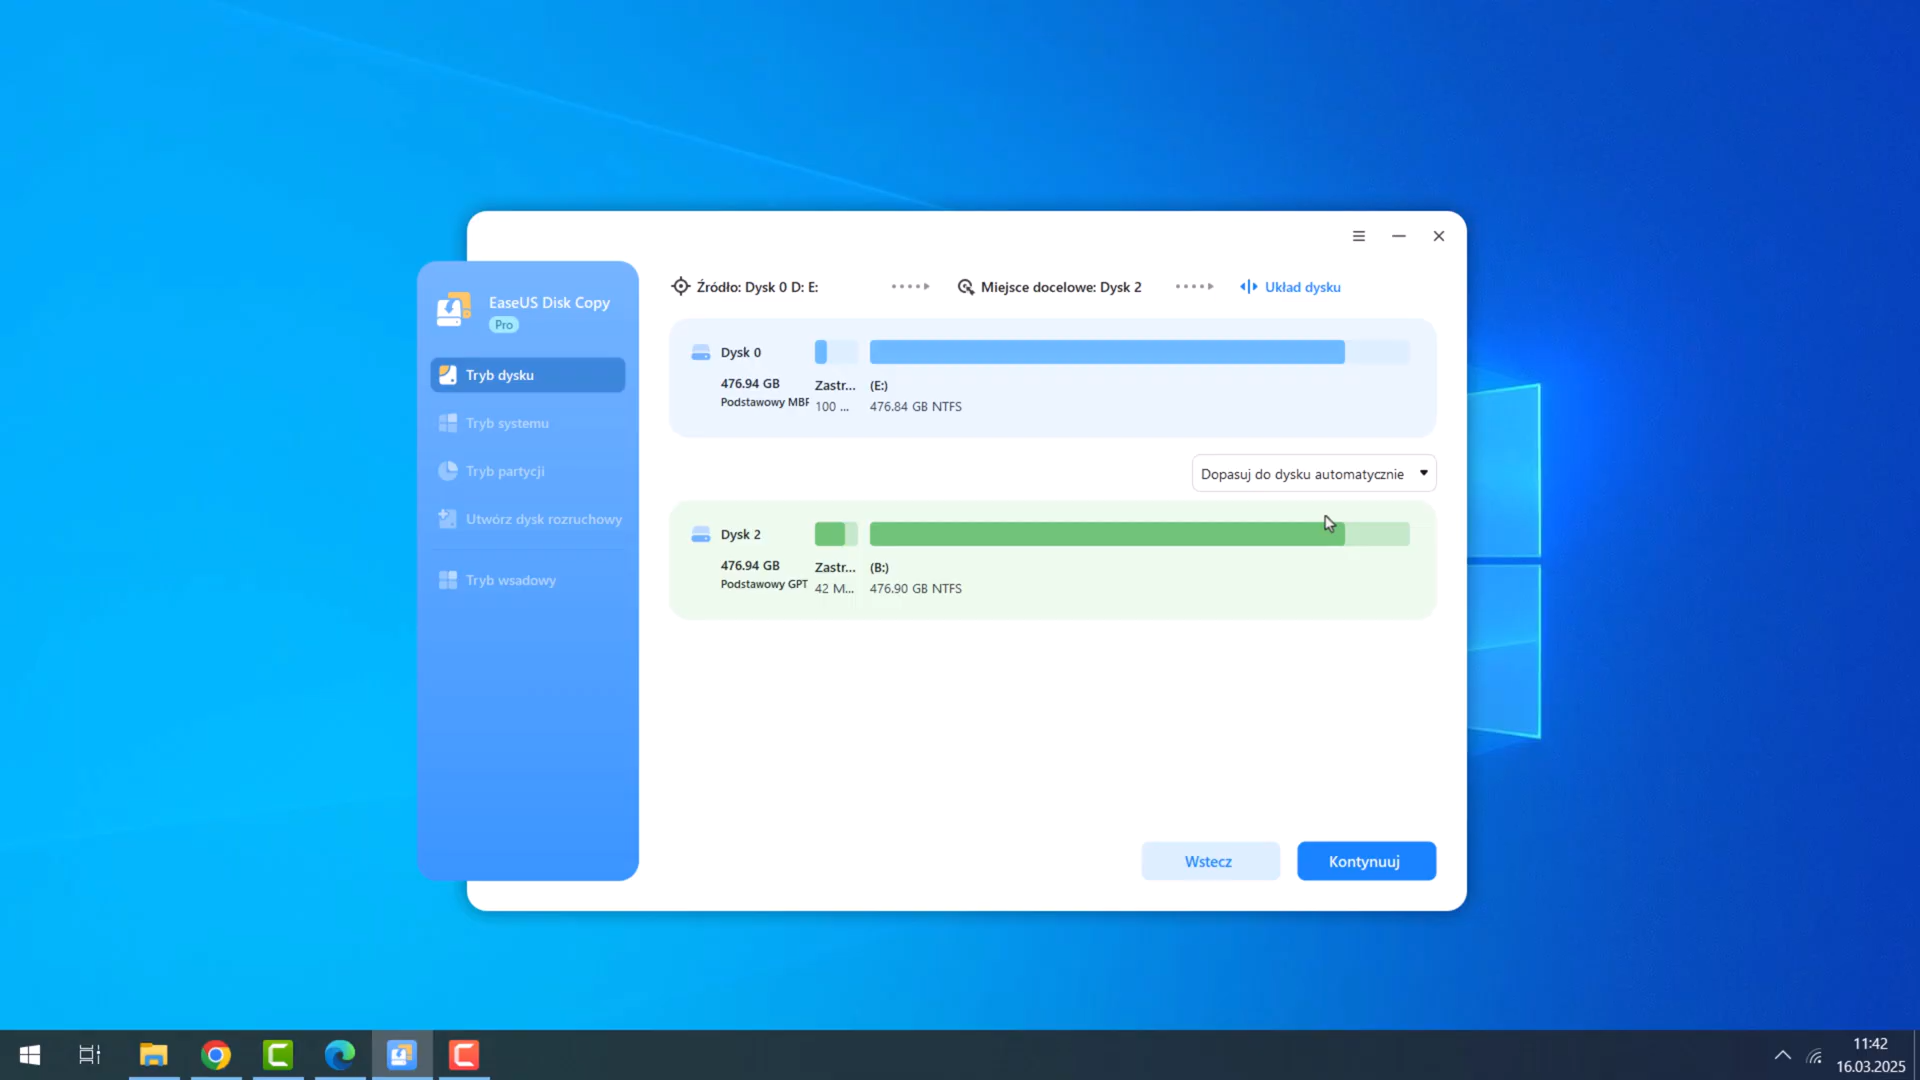 EaseUS Disk Copy
Pro
Tryb dysku
Tryb systemu
Tryb partycji
Utwórz dysk rozruchowy
Tryb wsadowy
Źródło: Dysk 0 D: E:
Miejsce docelowe: Dysk 2
Układ dysku
Dysk 0
476.94 GB
Podstawowy MBR
Zastr...
100 ...
(E:)
476.84 GB NTFS
Dopasuj do dysku automatycznie
Dysk 2
476.94 GB
Podstawowy GPT
Zastr...
42 M...
(B:)
476.90 GB NTFS
Wstecz
Kontynuuj
11:42
16.03.2025